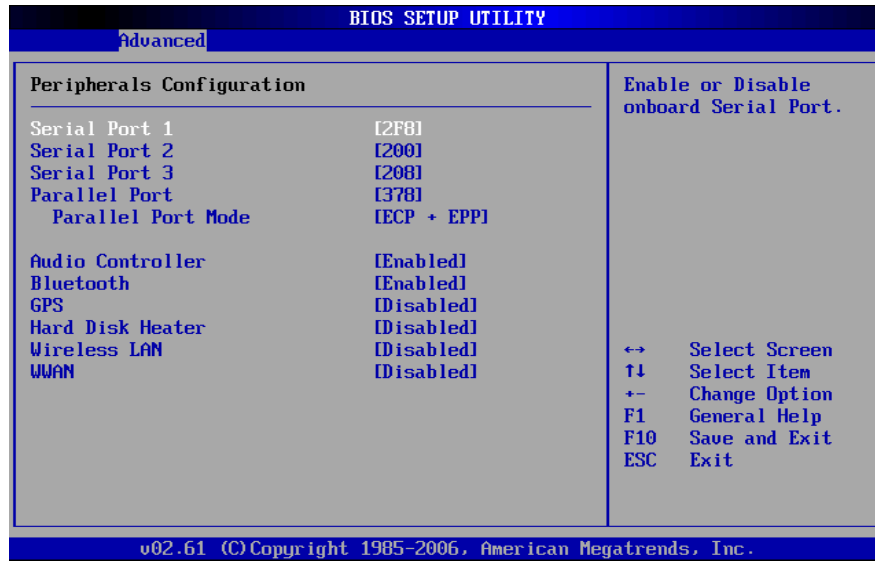 BIOS SETUP UTILITY
Advanced
Peripherals Configuration
Serial Port 1 [2F8]
Serial Port 2 [200]
Serial Port 3 [208]
Parallel Port [378]
Parallel Port Mode [ECP + EPP]
Audio Controller [Enabled]
Bluetooth [Enabled]
GPS [Disabled]
Hard Disk Heater [Disabled]
Wireless LAN [Disabled]
WWAN [Disabled]
Enable or Disable
onboard Serial Port.
←→ Select Screen
↑↓ Select Item
+- Change Option
F1 General Help
F10 Save and Exit
ESC Exit
v02.61 (C)Copyright 1985-2006, American Megatrends, Inc.